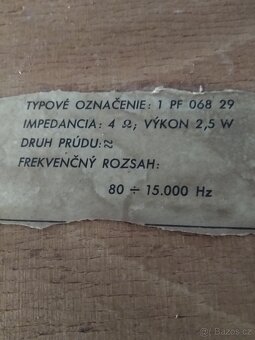 TYPOVÉ OZNAČENIE: 1 PF 068 29
IMPEDANCIA: 4 Ω; VÝKON 2,5 W
DRUH PRÚDU: ≂
FREKVENČNÝ ROZSAH:
80 ÷ 15.000 Hz
Bazos.cz